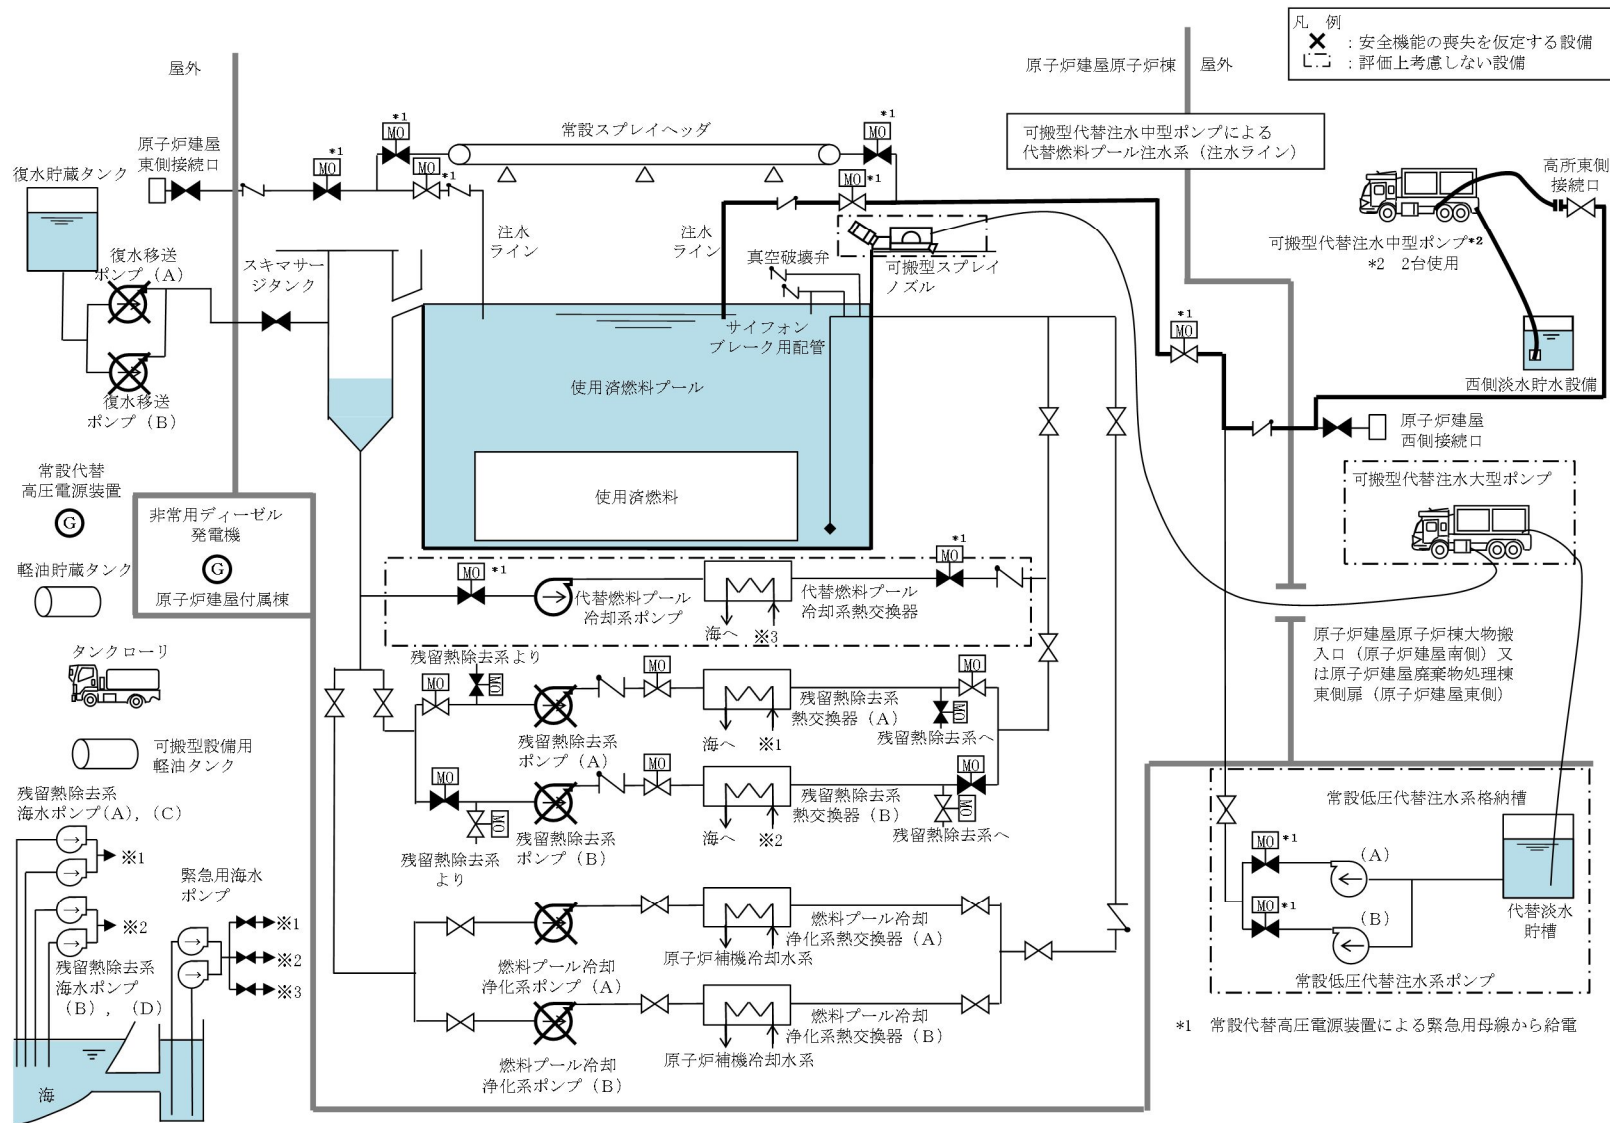 凡 例
: 安全機能の喪失を仮定する設備
: 評価上考慮しない設備
屋外
原子炉建屋原子炉棟
屋外
可搬型代替注水中型ポンプによる
代替燃料プール注水系（注水ライン）
原子炉建屋
東側接続口
復水貯蔵タンク
*1
MO
*1
MO
MO
*1
常設スプレイヘッダ
*1
MO
MO
*1
高所東側
接続口
可搬型代替注水中型ポンプ*2
*2 2台使用
西側淡水貯水設備
復水移送
ポンプ（A）
復水移送
ポンプ（B）
スキマサー
ジタンク
注水
ライン
注水
ライン
真空破壊弁
可搬型スプレイ
ノズル
サイフォン
ブレーク用配管
使用済燃料プール
使用済燃料
*1
MO
原子炉建屋
西側接続口
可搬型代替注水大型ポンプ
常設代替
高圧電源装置
G
非常用ディーゼル
発電機
G
原子炉建屋付属棟
軽油貯蔵タンク
タンクローリ
可搬型設備用
軽油タンク
MO
*1
代替燃料プール
冷却系ポンプ
海へ
※3
代替燃料プール
冷却系熱交換器
*1
MO
原子炉建屋原子炉棟大物搬
入口（原子炉建屋南側）又
は原子炉建屋廃棄物処理棟
東側扉（原子炉建屋東側）
残留熱除去系より
MO
MO
残留熱除去系
ポンプ（A）
MO
海へ
※1
残留熱除去系
熱交換器（A）
MO
MO
残留熱除去系へ
MO
MO
残留熱除去系
より
残留熱除去系
ポンプ（B）
MO
海へ
※2
残留熱除去系
熱交換器（B）
MO
MO
残留熱除去系へ
残留熱除去系
海水ポンプ(A)，(C)
※1
※2
残留熱除去系
海水ポンプ
（B），（D）
緊急用海水
ポンプ
※1
※2
※3
海
燃料プール冷却
浄化系ポンプ（A）
原子炉補機冷却水系
燃料プール冷却
浄化系熱交換器（A）
燃料プール冷却
浄化系ポンプ（B）
原子炉補機冷却水系
燃料プール冷却
浄化系熱交換器（B）
常設低圧代替注水系格納槽
MO
*1
（A）
MO
*1
（B）
代替淡水
貯槽
常設低圧代替注水系ポンプ
*1 常設代替高圧電源装置による緊急用母線から給電